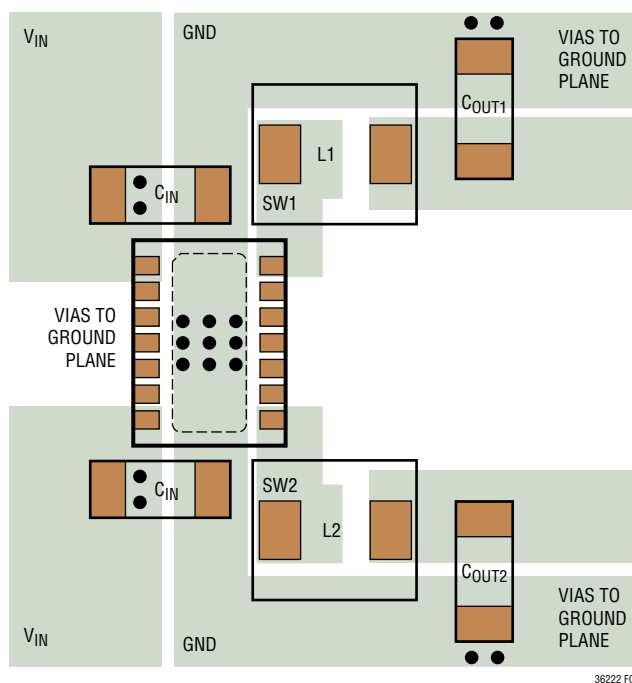 VIN
GND
VIAS TO
GROUND
PLANE
COUT1
L1
CIN
SW1
VIAS TO
GROUND
PLANE
CIN
SW2
L2
COUT2
VIAS TO
GROUND
PLANE
VIN
GND